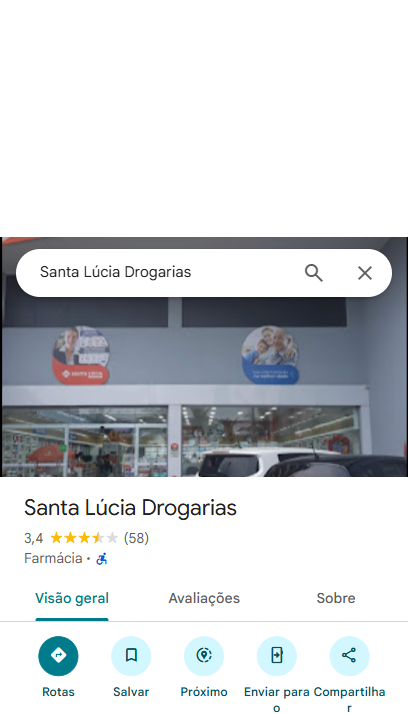 Santa Lúcia Drogarias
Santa Lúcia Drogarias
3,4 (58)
Farmácia ·
Visão geral Avaliações Sobre
Rotas Salvar Próximo Enviar para o Compartilhar